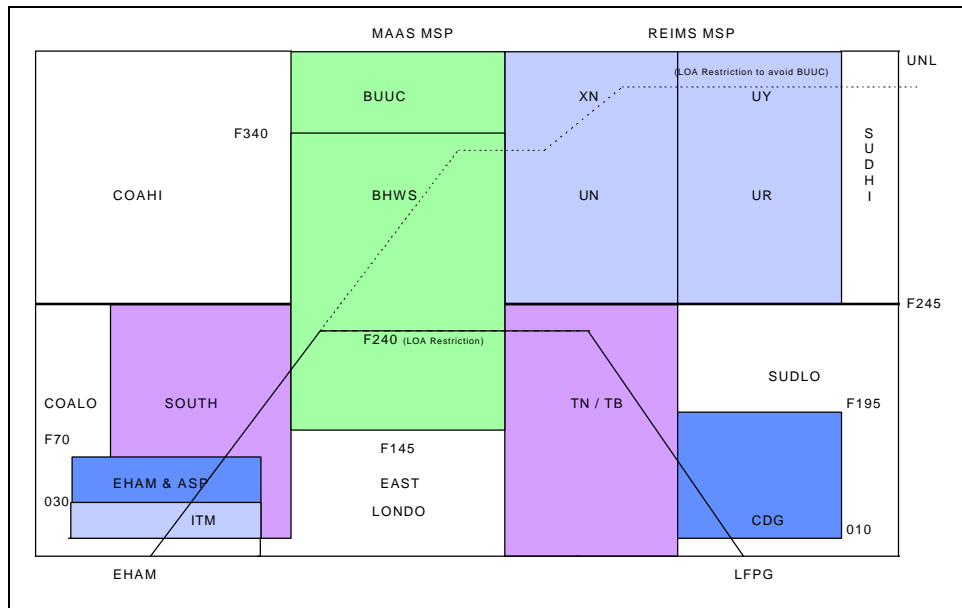 MAAS MSP
REIMS MSP
UNL
(LOA Restriction to avoid BUUC)
BUUC
XN
UY
F340
SUDHI
COAHI
BHWS
UN
UR
F245
F240 (LOA Restriction)
SUDLO
COALO
SOUTH
TN / TB
F195
F70
F145
EHAM & ASP
EAST
030
ITM
LONDO
CDG
010
EHAM
LFPG